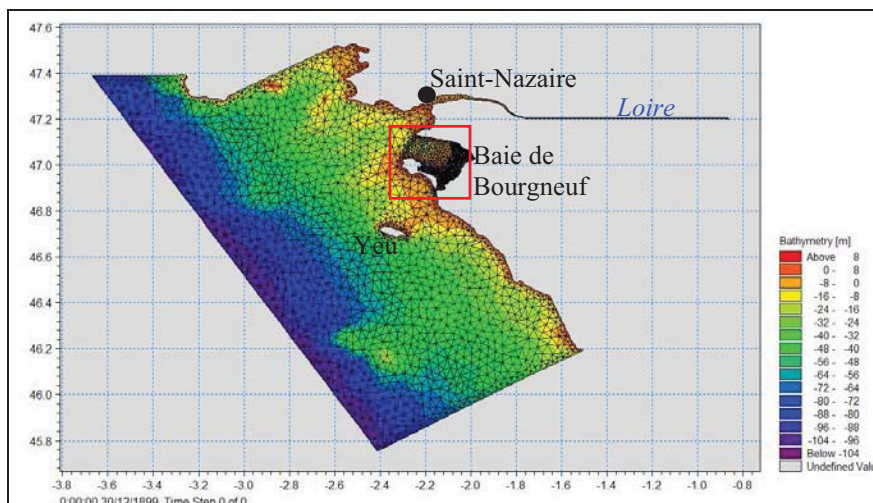 47.6
47.4
47.2
47.0
46.8
46.6
46.4
46.2
46.0
45.8
Saint-Nazaire
Loire
Baie de
Bourgneuf
Yeu
-3.8 -3.6 -3.4 -3.2 -3.0 -2.8 -2.6 -2.4 -2.2 -2.0 -1.8 -1.6 -1.4 -1.2 -1.0 -0.8
Bathymetry [m]
Above 8
0 - 8
-8 - 0
-16 - -8
-24 - -16
-32 - -24
-40 - -32
-48 - -40
-56 - -48
-64 - -56
-72 - -64
-80 - -72
-88 - -80
-96 - -88
-104 - -96
Below -104
Undefined Value
0:00:00 30/12/1899 Time Step 0 of 0